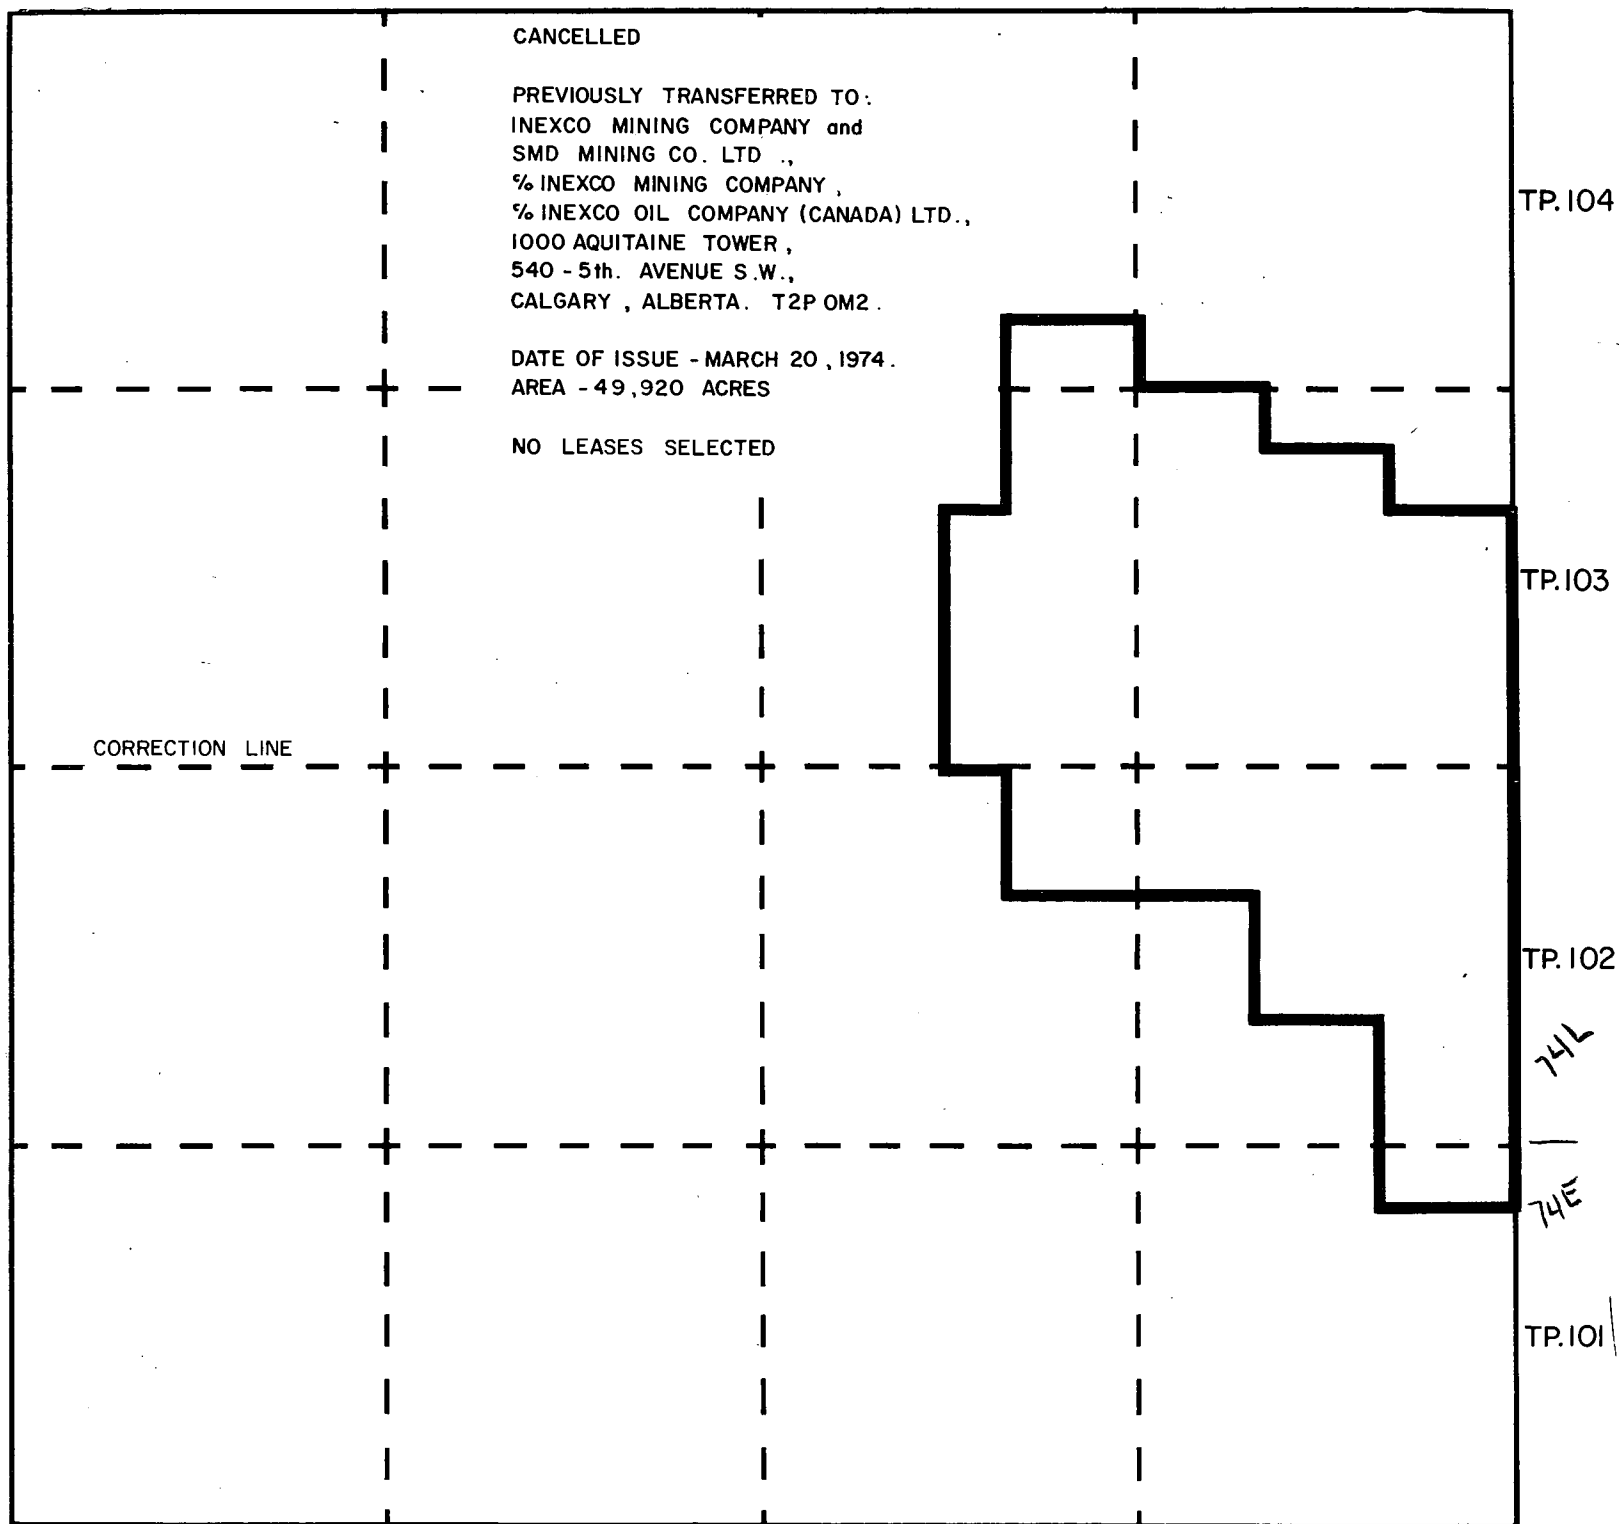 CANCELLED
PREVIOUSLY TRANSFERRED TO:
INEXCO MINING COMPANY and
SMD MINING CO. LTD .,
℅ INEXCO MINING COMPANY ,
℅ INEXCO OIL COMPANY (CANADA) LTD.,
1000 AQUITAINE TOWER ,
540 - 5th. AVENUE S.W.,
CALGARY , ALBERTA. T2P OM2 .
DATE OF ISSUE - MARCH 20 , 1974 .
AREA - 49,920 ACRES
NO LEASES SELECTED
TP.104
TP.103
CORRECTION LINE
TP.102
74L
74E
TP.101